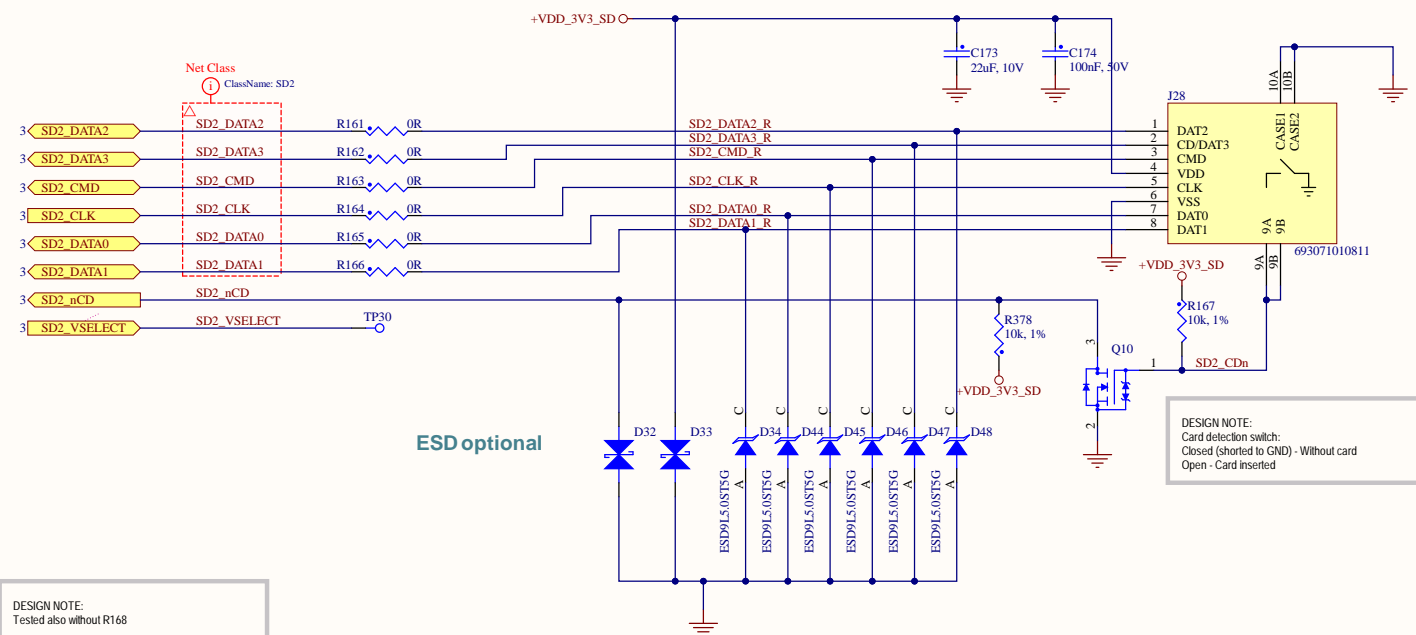 +VDD_3V3_SD
C173
22uF, 10V
C174
100nF, 50V
Net Class
i
ClassName: SD2
J28
10A
10B
CASE1
CASE2
3 SD2_DATA2 SD2_DATA2 R161 0R SD2_DATA2_R 1 DAT2
3 SD2_DATA3 SD2_DATA3 R162 0R SD2_DATA3_R 2 CD/DAT3
3 SD2_CMD SD2_CMD R163 0R SD2_CMD_R 3 CMD
4 VDD
3 SD2_CLK SD2_CLK R164 0R SD2_CLK_R 5 CLK
6 VSS
3 SD2_DATA0 SD2_DATA0 R165 0R SD2_DATA0_R 7 DAT0
3 SD2_DATA1 SD2_DATA1 R166 0R SD2_DATA1_R 8 DAT1
9A
9B
693071010811
9A
9B
3 SD2_nCD SD2_nCD
3 SD2_VSELECT SD2_VSELECT TP30
+VDD_3V3_SD
R167
10k, 1%
R378
10k, 1%
+VDD_3V3_SD
3
Q10
1
SD2_CDn
2
ESD optional
D32
D33
C D34
C D44
C D45
C D46
C D47
C D48
A
A
A
A
A
A
ESD9L5.0ST5G
ESD9L5.0ST5G
ESD9L5.0ST5G
ESD9L5.0ST5G
ESD9L5.0ST5G
ESD9L5.0ST5G
DESIGN NOTE:
Card detection switch:
Closed (shorted to GND) - Without card
Open - Card inserted
DESIGN NOTE:
Tested also without R168